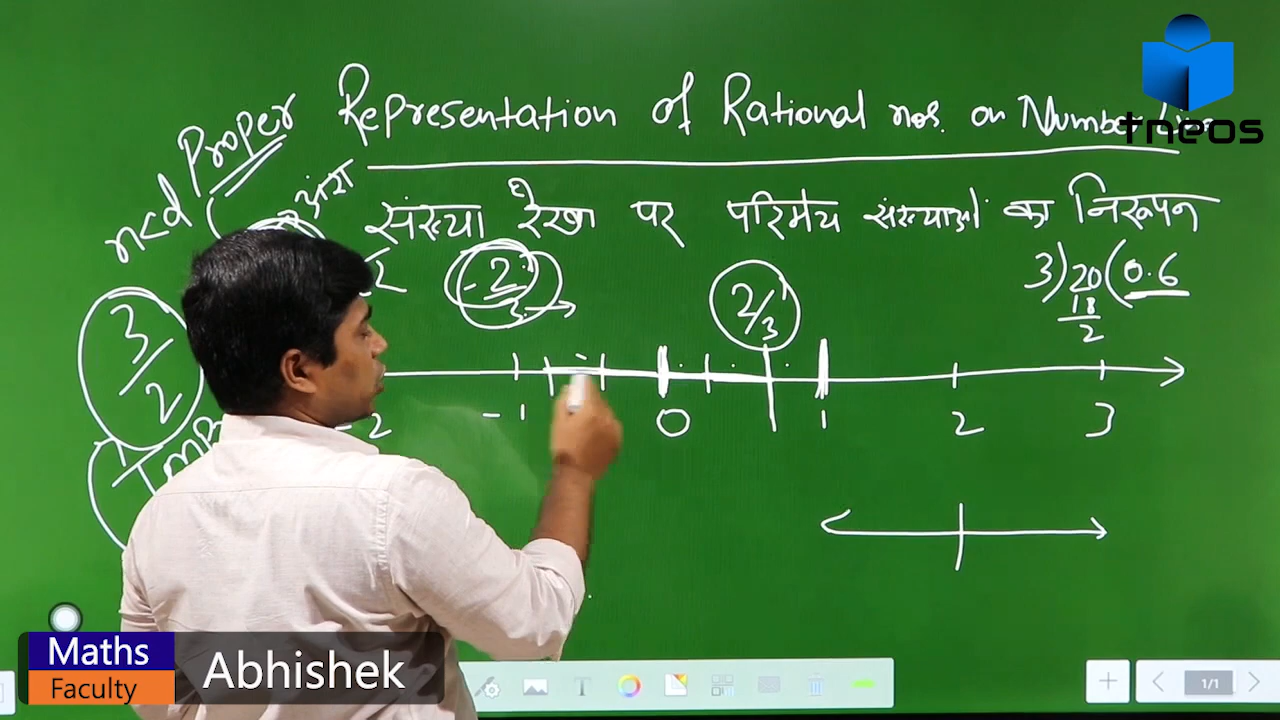 Representation of Rational nos. on Number
tneos
Proper
n<d
अंश
संख्या रेखा पर परिमेय संख्याओं का निरूपण
-2/3
2/3
3)20(0.6
18
2
3/2
-2 -1 0 1 2 3
Maths
Faculty
Abhishek
1/1